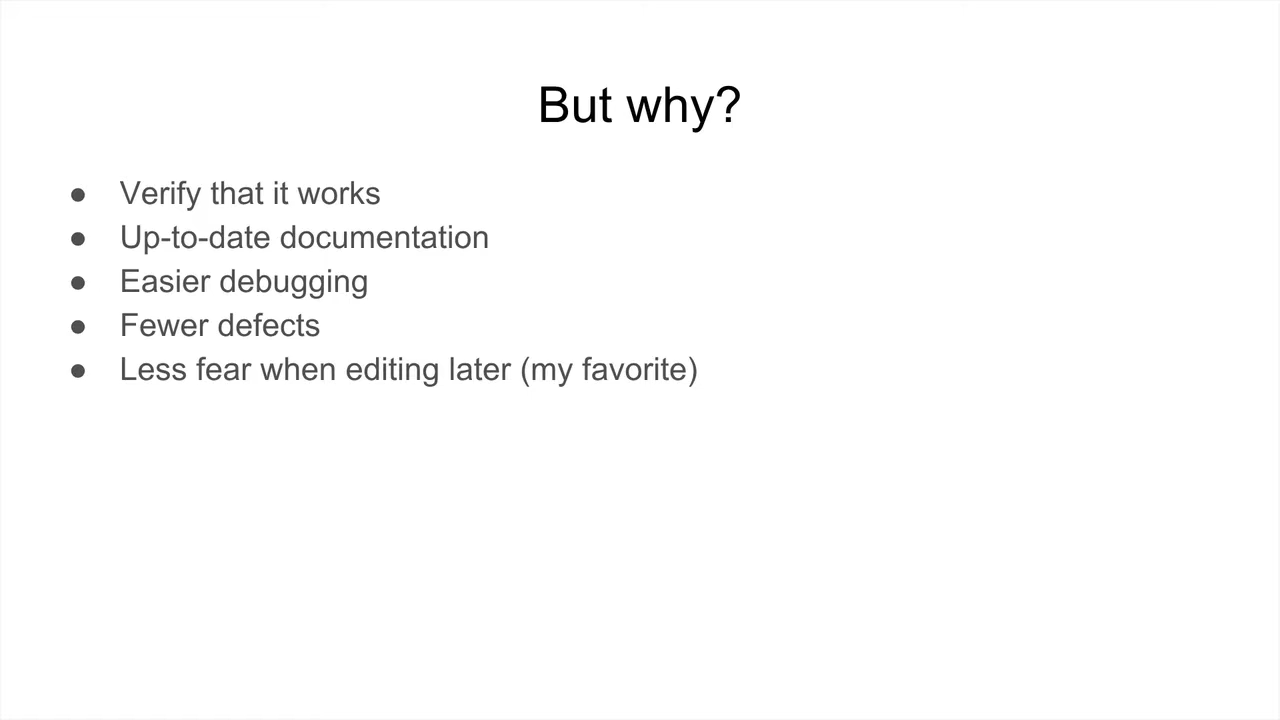 But why?
● Verify that it works
● Up-to-date documentation
● Easier debugging
● Fewer defects
● Less fear when editing later (my favorite)